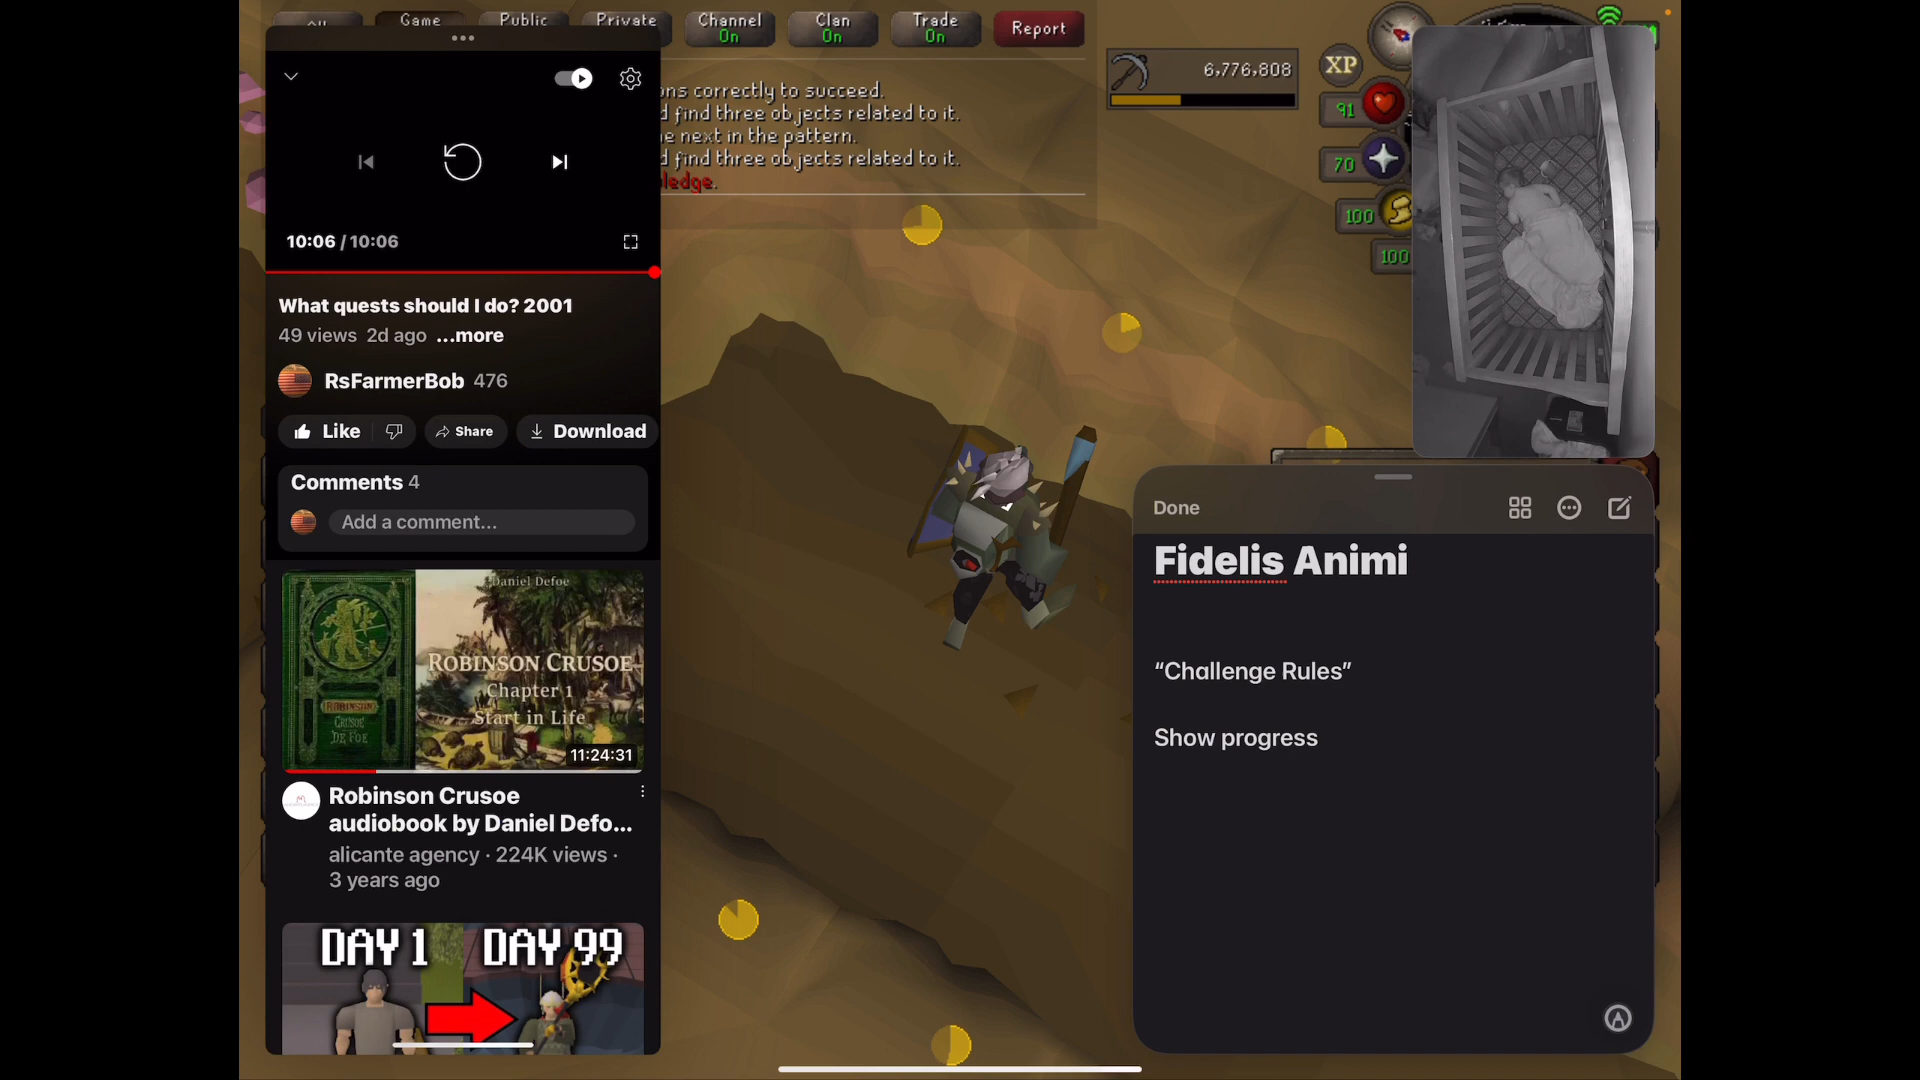 Game
Public
Private
Channel
On
Clan
On
Trade
On
Report
ons correctly to succeed.
d find three objects related to it.
e next in the pattern.
d find three objects related to it.
ledge.
6,776,808
XP
91
70
100
100
10:06 / 10:06
What quests should I do? 2001
49 views 2d ago ...more
RsFarmerBob 476
Like
Share
Download
Comments 4
Add a comment...
Daniel Defoe
ROBINSON CRUSOE
Chapter 1
Start in Life
ROBINSON
CRUSOE
DE FOE
11:24:31
Robinson Crusoe
audiobook by Daniel Defo...
alicante agency · 224K views ·
3 years ago
DAY 1 DAY 99
Done
Fidelis Animi
“Challenge Rules”
Show progress